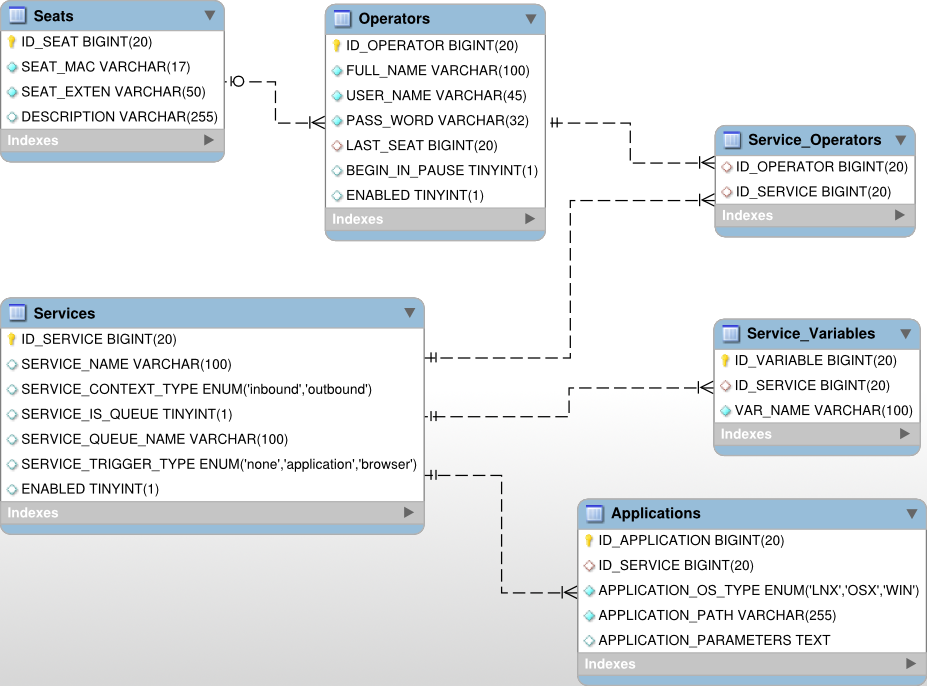 Seats
ID_SEAT BIGINT(20)
SEAT_MAC VARCHAR(17)
SEAT_EXTEN VARCHAR(50)
DESCRIPTION VARCHAR(255)
Indexes
Operators
ID_OPERATOR BIGINT(20)
FULL_NAME VARCHAR(100)
USER_NAME VARCHAR(45)
PASS_WORD VARCHAR(32)
LAST_SEAT BIGINT(20)
BEGIN_IN_PAUSE TINYINT(1)
ENABLED TINYINT(1)
Indexes
Service_Operators
ID_OPERATOR BIGINT(20)
ID_SERVICE BIGINT(20)
Indexes
Services
ID_SERVICE BIGINT(20)
SERVICE_NAME VARCHAR(100)
SERVICE_CONTEXT_TYPE ENUM('inbound','outbound')
SERVICE_IS_QUEUE TINYINT(1)
SERVICE_QUEUE_NAME VARCHAR(100)
SERVICE_TRIGGER_TYPE ENUM('none','application','browser')
ENABLED TINYINT(1)
Indexes
Service_Variables
ID_VARIABLE BIGINT(20)
ID_SERVICE BIGINT(20)
VAR_NAME VARCHAR(100)
Indexes
Applications
ID_APPLICATION BIGINT(20)
ID_SERVICE BIGINT(20)
APPLICATION_OS_TYPE ENUM('LNX','OSX','WIN')
APPLICATION_PATH VARCHAR(255)
APPLICATION_PARAMETERS TEXT
Indexes